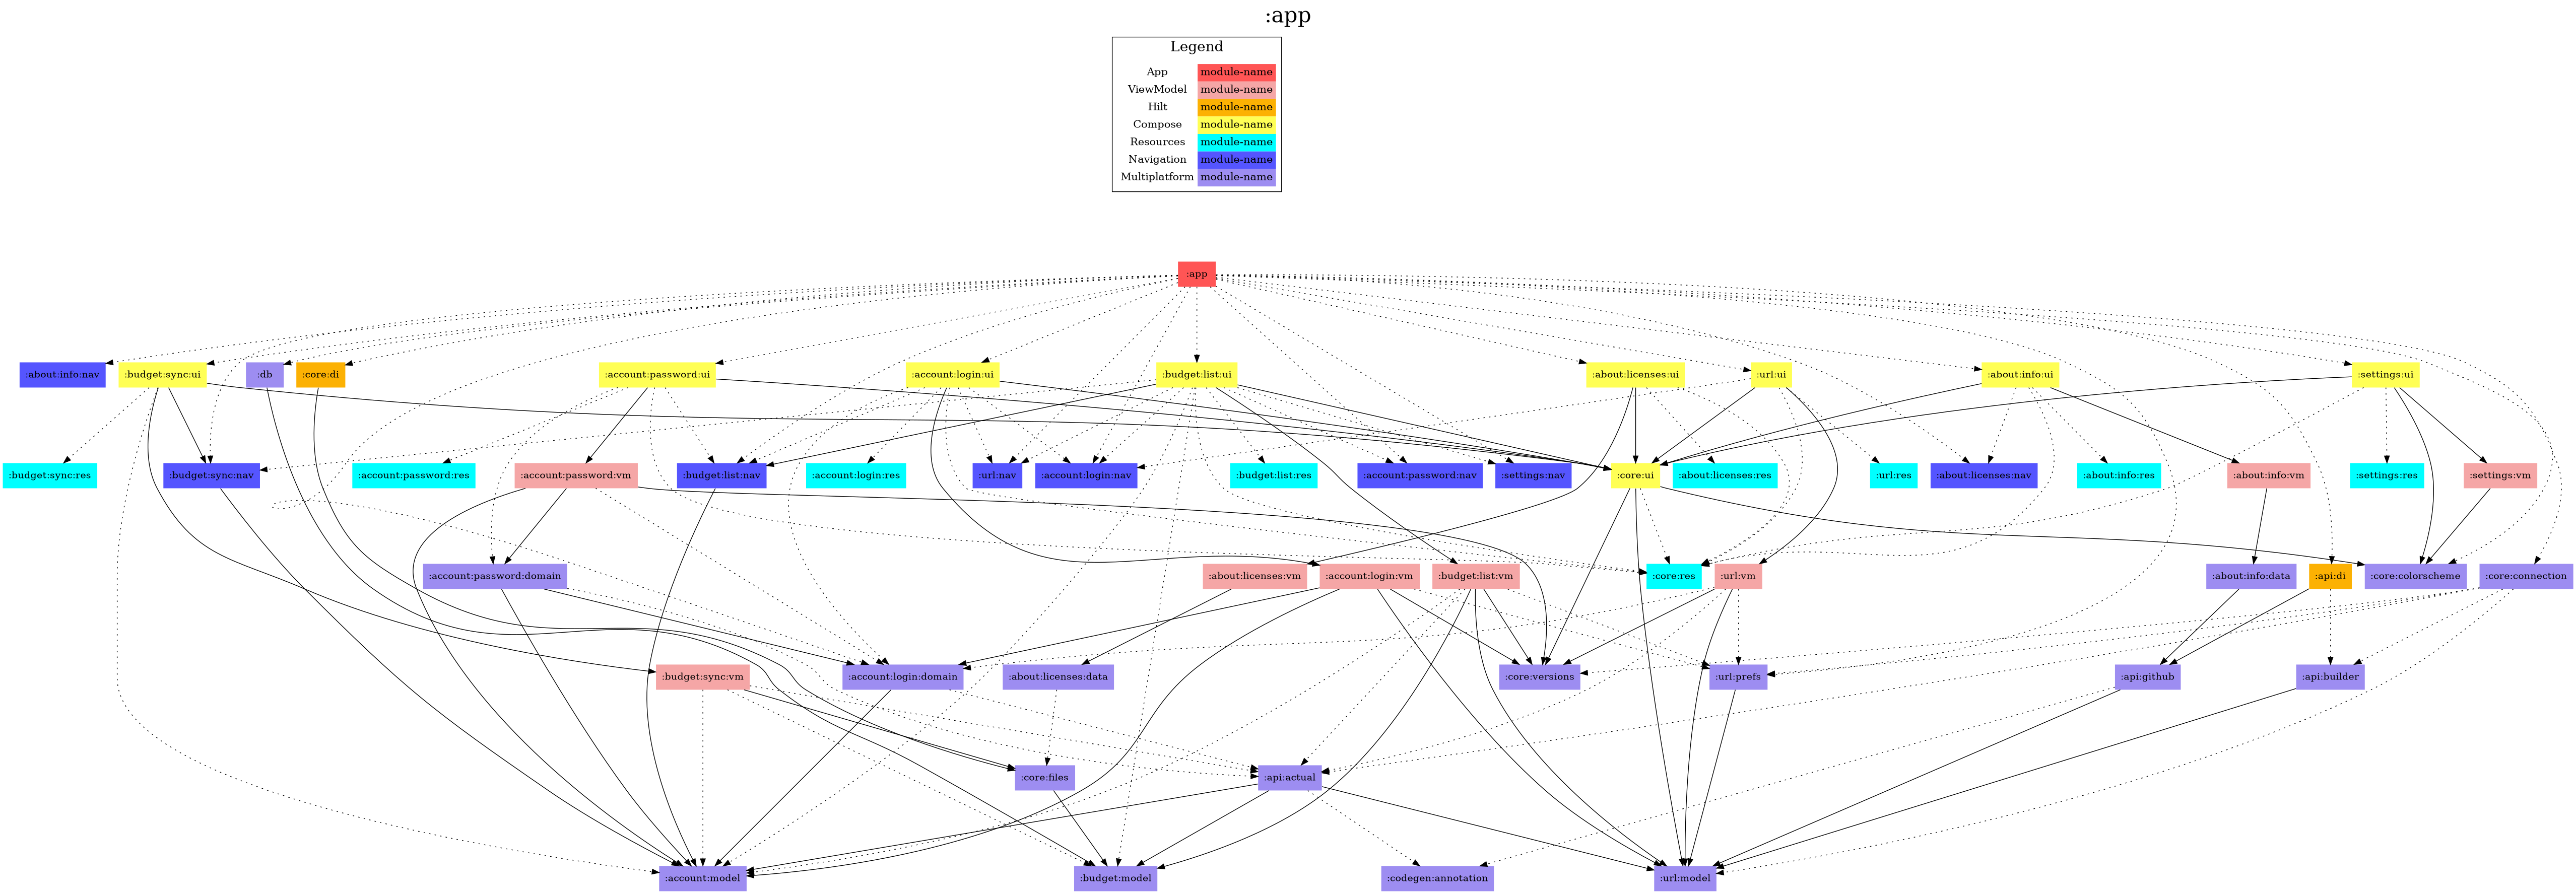 :app
Legend
App module-name
ViewModel module-name
Hilt module-name
Compose module-name
Resources module-name
Navigation module-name
Multiplatform module-name
:app
:about:info:nav :budget:sync:ui :db :core:di :account:password:ui :account:login:ui :budget:list:ui :about:licenses:ui :url:ui :about:info:ui :settings:ui
:budget:sync:res :budget:sync:nav :account:password:res :account:password:vm :budget:list:nav :account:login:res :url:nav :account:login:nav :budget:list:res :account:password:nav :settings:nav :core:ui :about:licenses:res :url:res :about:licenses:nav :about:info:res :about:info:vm :settings:res :settings:vm
:account:password:domain :about:licenses:vm :account:login:vm :budget:list:vm :core:res :url:vm :about:info:data :api:di :core:colorscheme :core:connection
:budget:sync:vm :account:login:domain :about:licenses:data :core:versions :url:prefs :api:github :api:builder
:core:files :api:actual
:account:model :budget:model :codegen:annotation :url:model